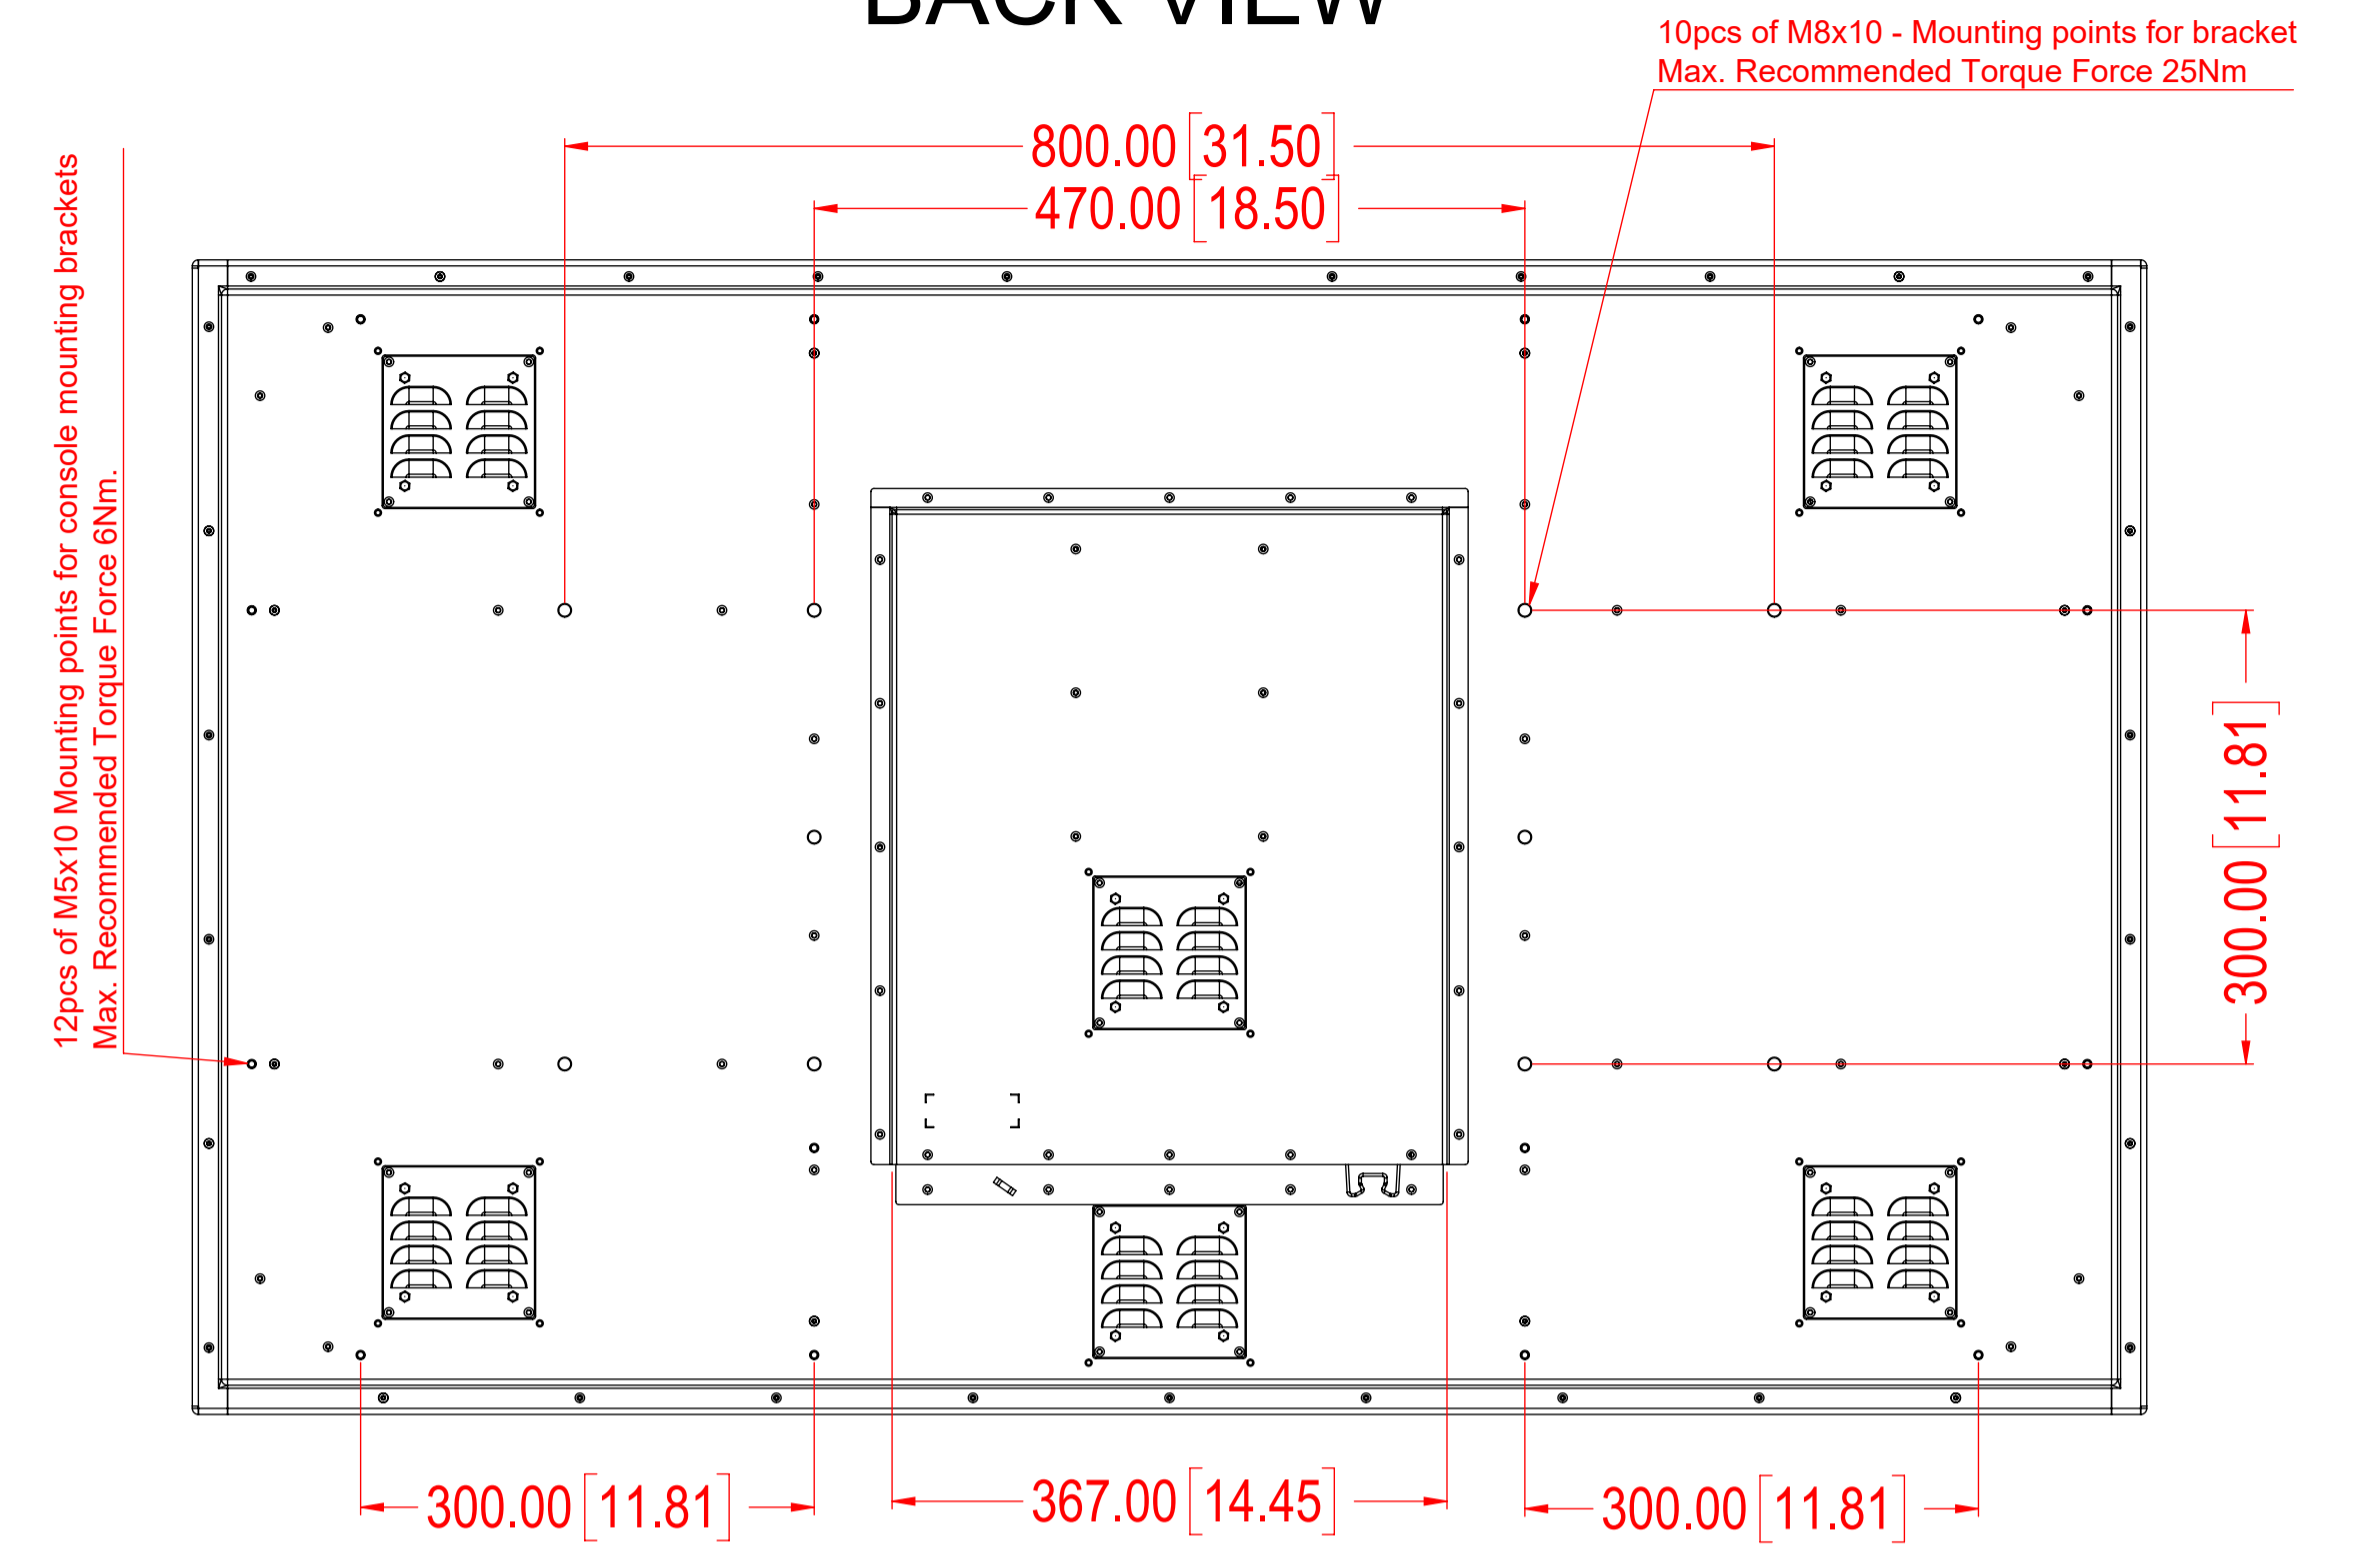 BACK VIEW
10pcs of M8x10 - Mounting points for bracket
Max. Recommended Torque Force 25Nm
800.00[31.50]
470.00[18.50]
12pcs of M5x10 Mounting points for console mounting brackets
Max. Recommended Torque Force 6Nm.
300.00[11.81]
300.00[11.81]
367.00[14.45]
300.00[11.81]